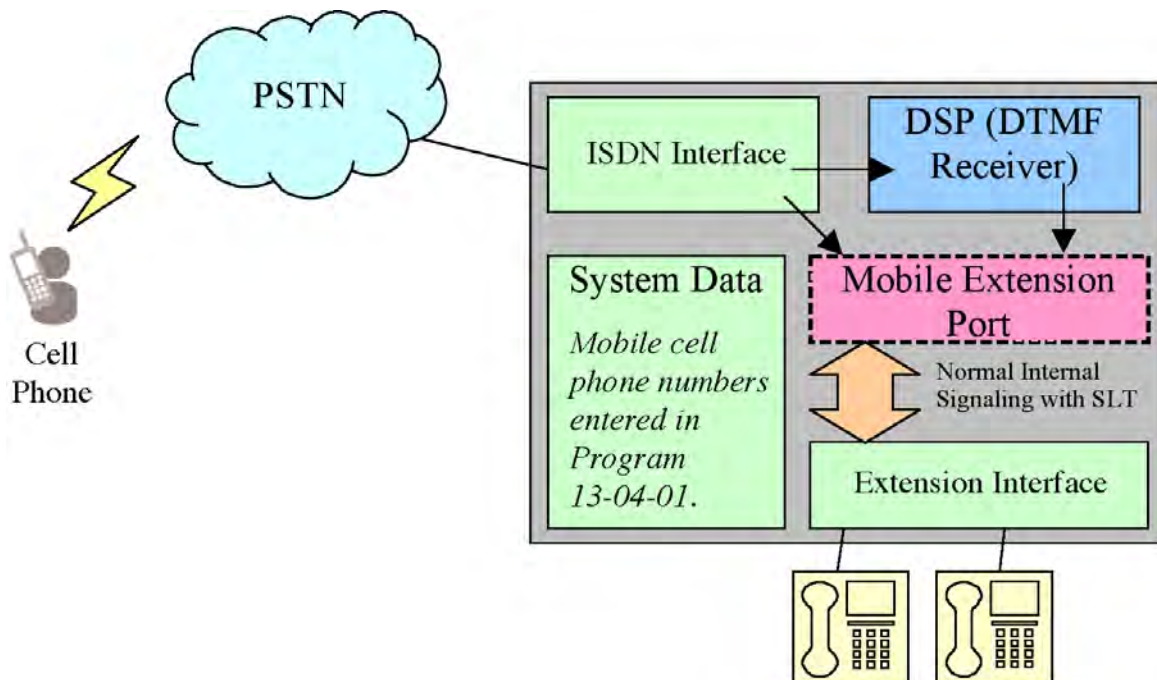 PSTN
ISDN Interface
DSP (DTMF
Receiver)
Cell
Phone
System Data
Mobile cell
phone numbers
entered in
Program
13-04-01.
Mobile Extension
Port
Normal Internal
Signaling with SLT
Extension Interface